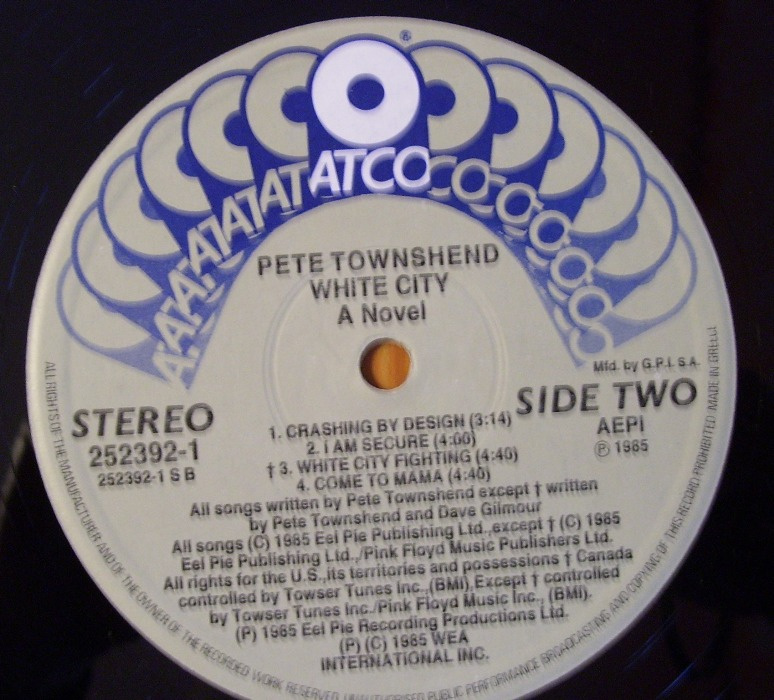 ®
ATCO
PETE TOWNSHEND
WHITE CITY
A Novel
Mfd. by G.P.I. S.A.
STEREO
SIDE TWO
252392-1
AEPI
252392-1 S B
℗ 1985
1. CRASHING BY DESIGN (3:14)
2. I AM SECURE (4:00)
† 3. WHITE CITY FIGHTING (4:40)
4. COME TO MAMA (4:40)
All songs written by Pete Townshend except † written
by Pete Townshend and Dave Gilmour
All songs (C) 1985 Eel Pie Publishing Ltd.,except † (C) 1985
Eel Pie Publishing Ltd.,/Pink Floyd Music Publishers Ltd.
All rights for the U.S.,its territories and possessions † Canada
controlled by Towser Tunes Inc.,(BMI),Except † controlled
by Towser Tunes Inc./Pink Floyd Music Inc., (BMI).
(P) 1985 Eel Pie Recording Productions Ltd.
(P) (C) 1985 WEA
INTERNATIONAL INC.
ALL RIGHTS OF THE MANUFACTURER AND OF THE OWNER OF THE RECORDED WORK RESERVED. UNAUTHORISED PUBLIC PERFORMANCE BROADCASTING AND COPYING OF THIS RECORD PROHIBITED. MADE IN GREECE